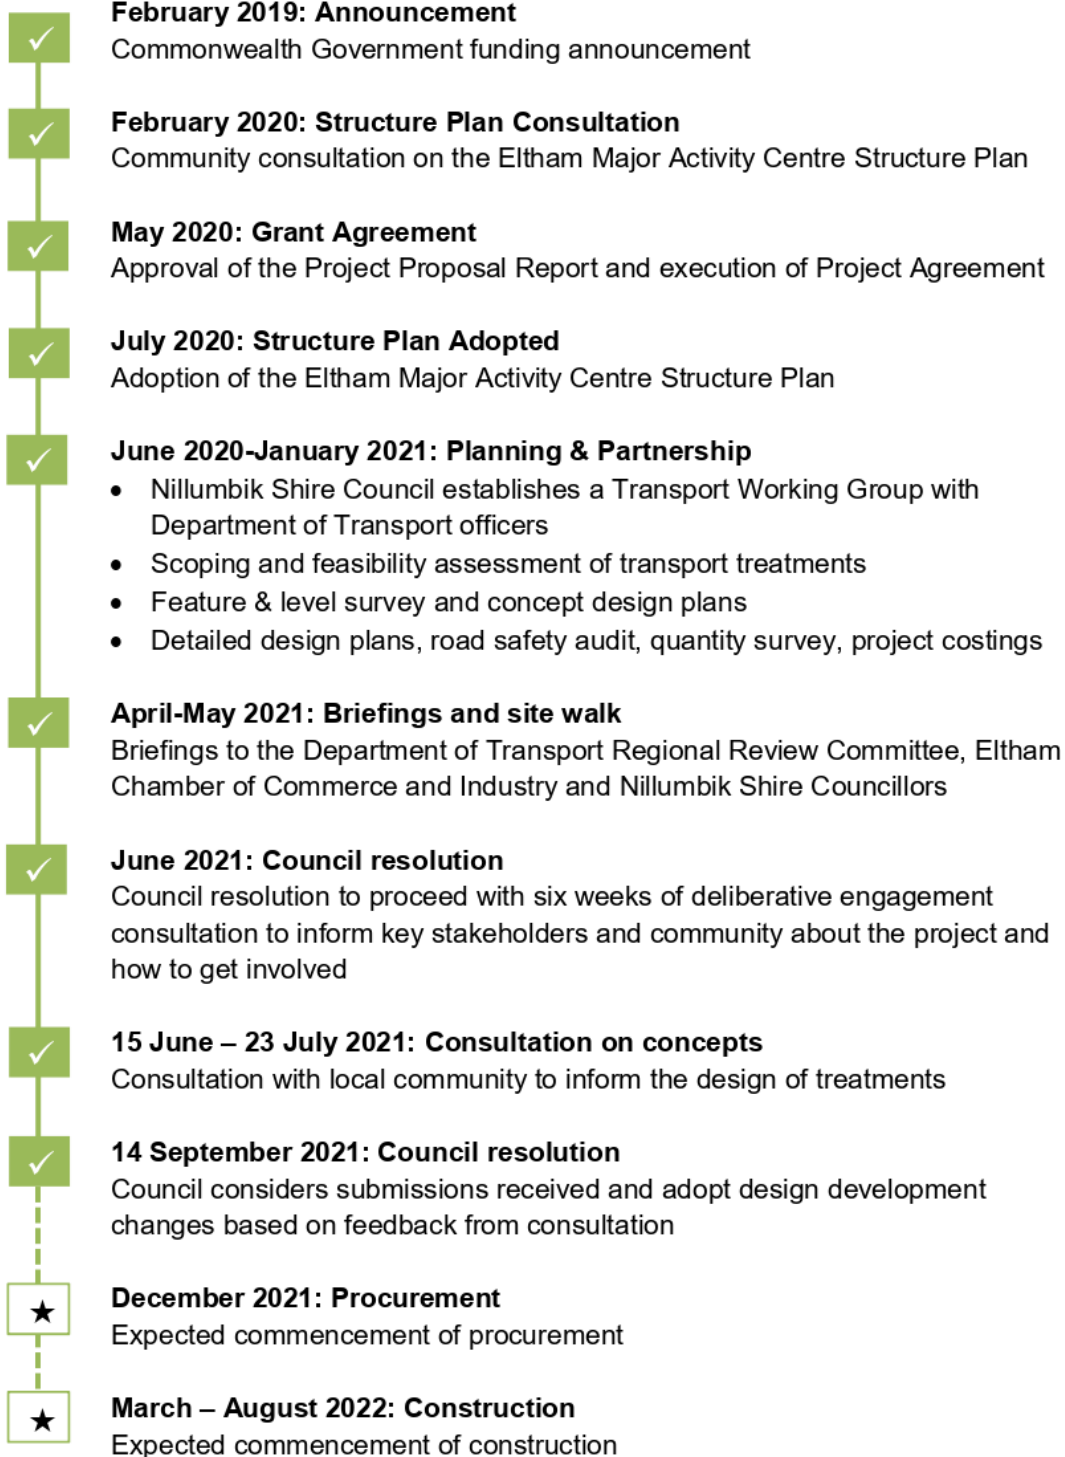 February 2019: Announcement
Commonwealth Government funding announcement
February 2020: Structure Plan Consultation
Community consultation on the Eltham Major Activity Centre Structure Plan
May 2020: Grant Agreement
Approval of the Project Proposal Report and execution of Project Agreement
July 2020: Structure Plan Adopted
Adoption of the Eltham Major Activity Centre Structure Plan
June 2020-January 2021: Planning & Partnership
• Nillumbik Shire Council establishes a Transport Working Group with
Department of Transport officers
• Scoping and feasibility assessment of transport treatments
• Feature & level survey and concept design plans
• Detailed design plans, road safety audit, quantity survey, project costings
April-May 2021: Briefings and site walk
Briefings to the Department of Transport Regional Review Committee, Eltham
Chamber of Commerce and Industry and Nillumbik Shire Councillors
June 2021: Council resolution
Council resolution to proceed with six weeks of deliberative engagement
consultation to inform key stakeholders and community about the project and
how to get involved
15 June – 23 July 2021: Consultation on concepts
Consultation with local community to inform the design of treatments
14 September 2021: Council resolution
Council considers submissions received and adopt design development
changes based on feedback from consultation
December 2021: Procurement
Expected commencement of procurement
March – August 2022: Construction
Expected commencement of construction